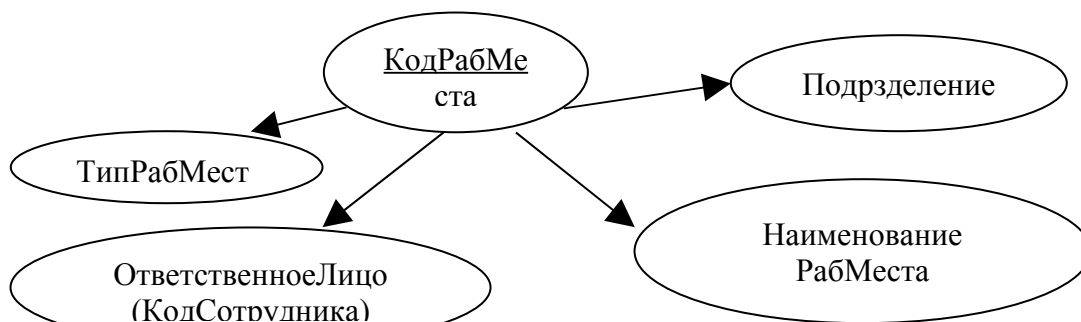 КодРабМе
ста
Подрзделение
ТипРабМест
Наименование
РабМеста
ОтветственноеЛицо
(КодСотрудника)